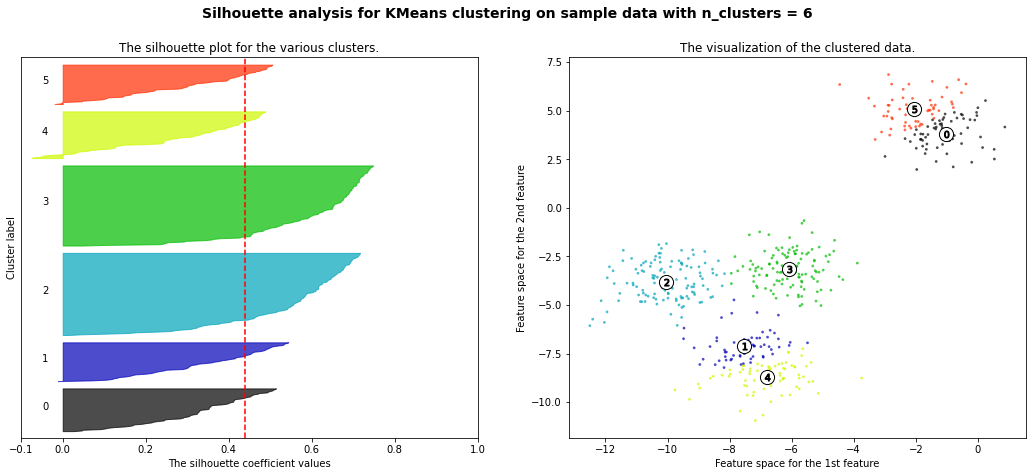 Silhouette analysis for KMeans clustering on sample data with n_clusters = 6
The silhouette plot for the various clusters.
Cluster label
5
4
3
2
1
0
−0.1 0.0 0.2 0.4 0.6 0.8 1.0
The silhouette coefficient values
The visualization of the clustered data.
Feature space for the 2nd feature
7.5
5.0
2.5
0.0
−2.5
−5.0
−7.5
−10.0
5
0
3
2
1
4
−12 −10 −8 −6 −4 −2 0
Feature space for the 1st feature